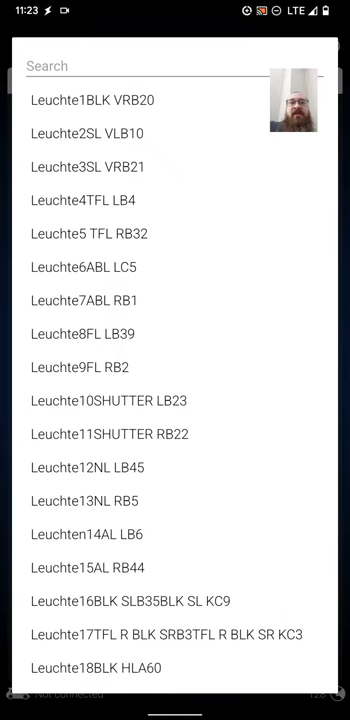 11:23
LTE
Search
Leuchte1BLK VRB20
Leuchte2SL VLB10
Leuchte3SL VRB21
Leuchte4TFL LB4
Leuchte5 TFL RB32
Leuchte6ABL LC5
Leuchte7ABL RB1
Leuchte8FL LB39
Leuchte9FL RB2
Leuchte10SHUTTER LB23
Leuchte11SHUTTER RB22
Leuchte12NL LB45
Leuchte13NL RB5
Leuchten14AL LB6
Leuchte15AL RB44
Leuchte16BLK SLB35BLK SL KC9
Leuchte17TFL R BLK SRB3TFL R BLK SR KC3
Leuchte18BLK HLA60
Not connected
128